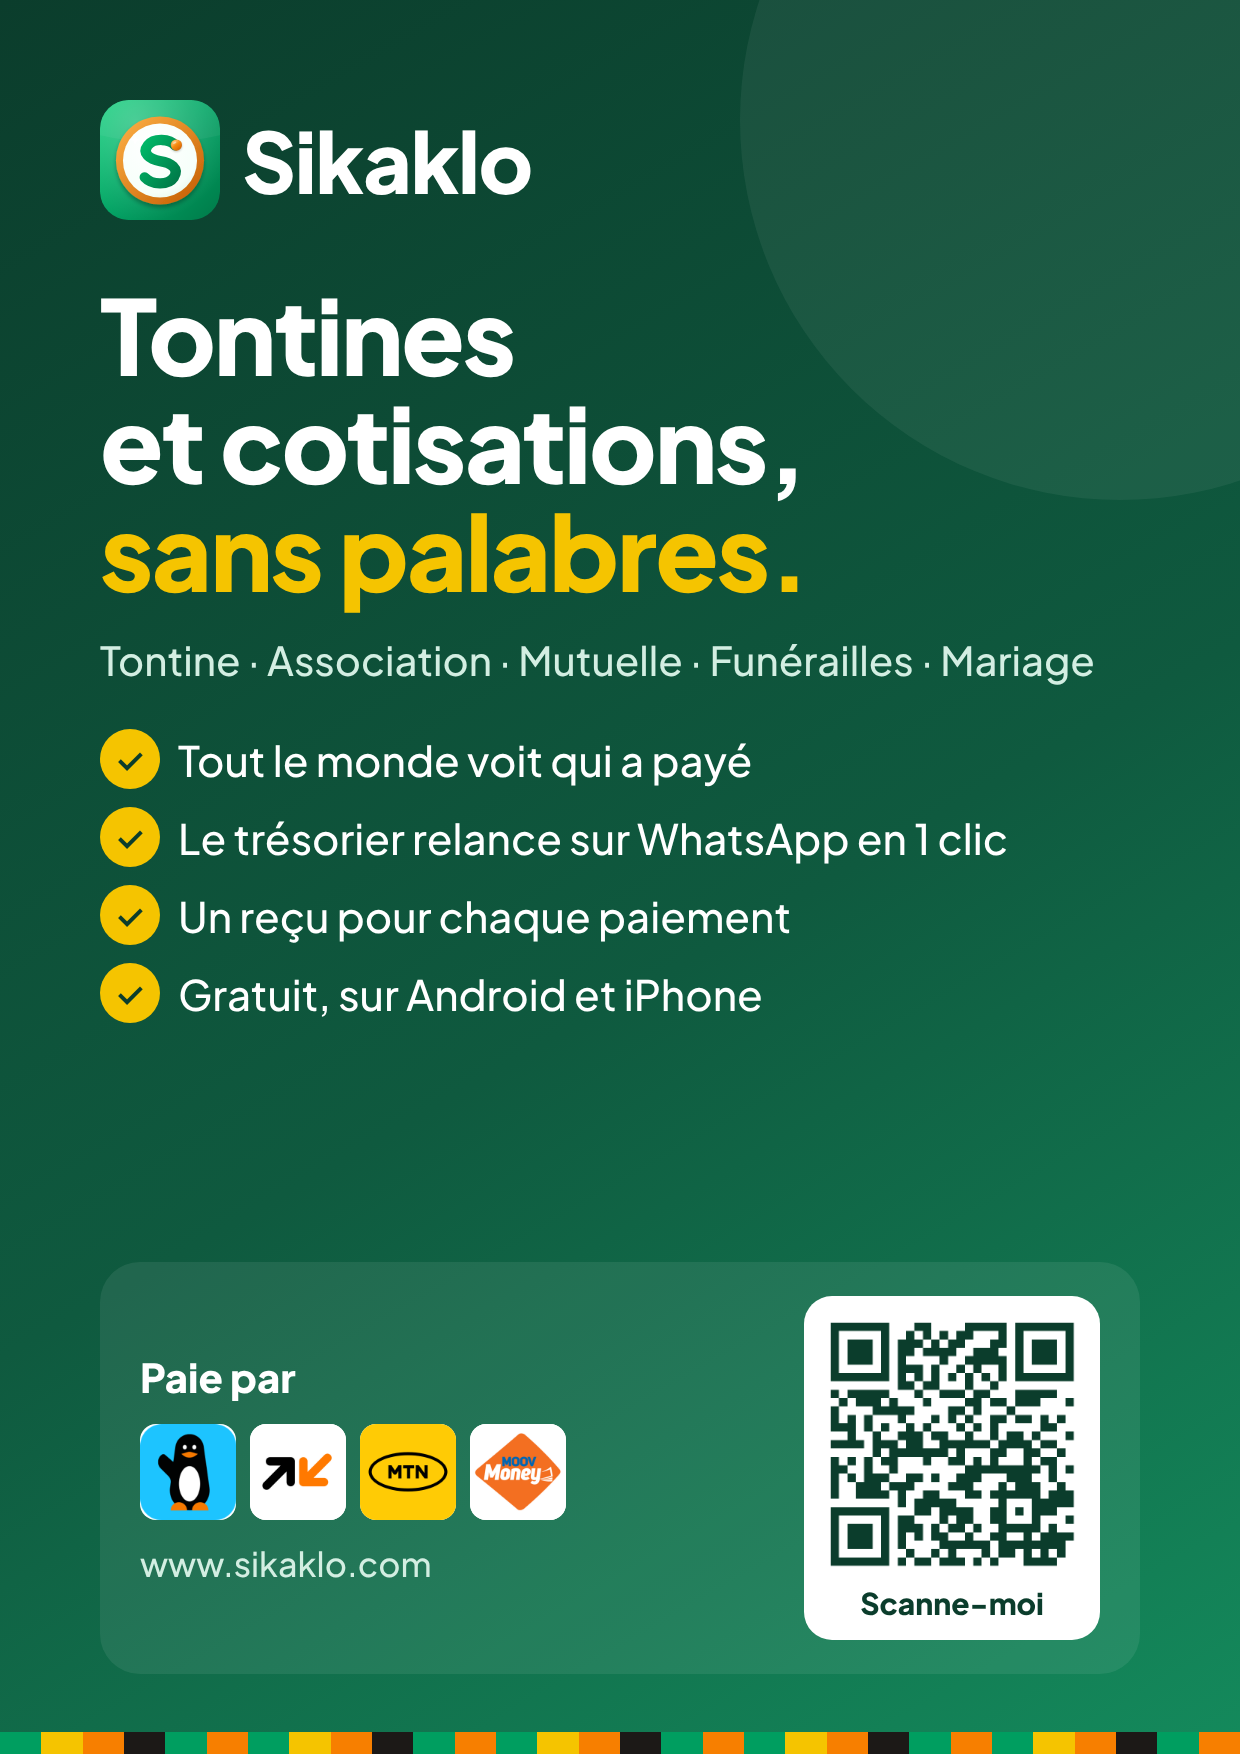 Sikaklo
Tontines
et cotisations,
sans palabres.
Tontine · Association · Mutuelle · Funérailles · Mariage
Tout le monde voit qui a payé
Le trésorier relance sur WhatsApp en 1 clic
Un reçu pour chaque paiement
Gratuit, sur Android et iPhone
Paie par
MTN
MOOV
Money
www.sikaklo.com
Scanne-moi